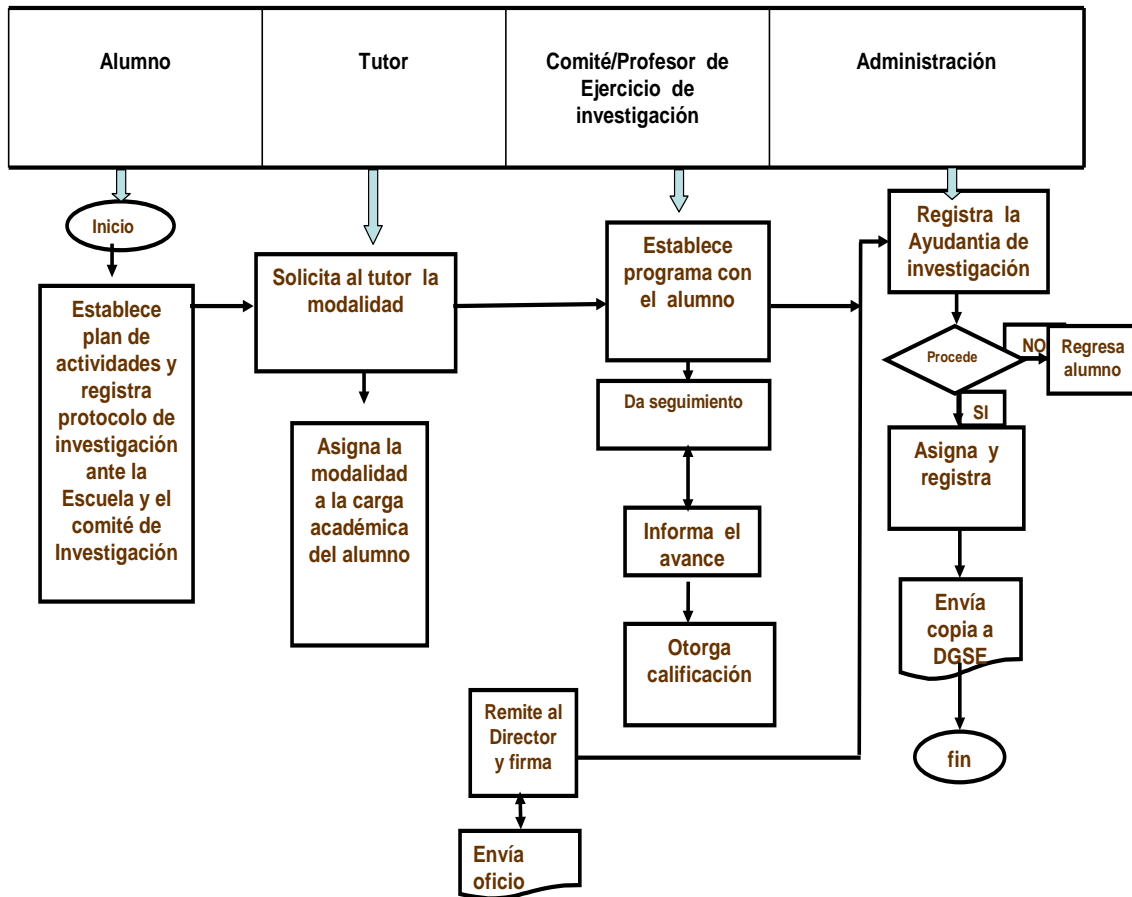 Alumno
Tutor
Comité/Profesor de
Ejercicio de
investigación
Administración
Inicio
Establece
plan de
actividades y
registra
protocolo de
investigación
ante la
Escuela y el
comité de
Investigación
Solicita al tutor la
modalidad
Asigna la
modalidad
a la carga
académica
del alumno
Establece
programa con
el alumno
Da seguimiento
Informa el
avance
Otorga
calificación
Remite al
Director
y firma
Envía
oficio
Registra la
Ayudantia de
investigación
Procede
NO
Regresa
alumno
SI
Asigna y
registra
Envía
copia a
DGSE
fin